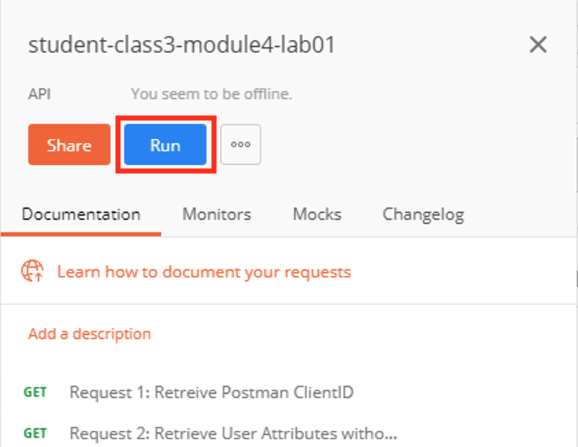 student-class3-module4-lab01
API You seem to be offline.
Share Run
Documentation Monitors Mocks Changelog
Learn how to document your requests
Add a description
GET Request 1: Retreive Postman ClientID
GET Request 2: Retrieve User Attributes witho...